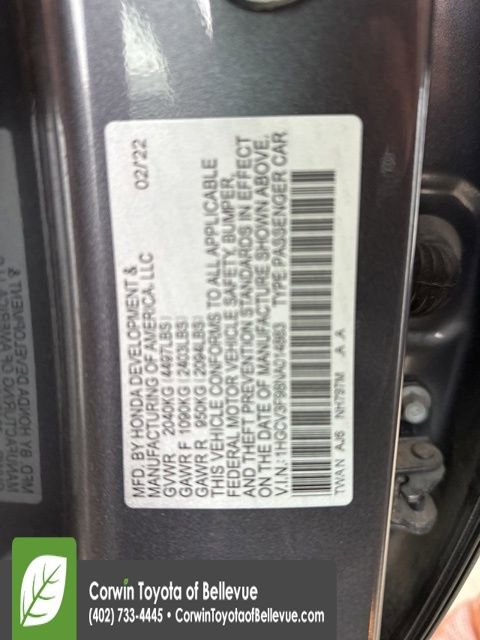 MFD. BY HONDA DEVELOPMENT & 02/22
MANUFACTURING OF AMERICA, LLC
GVWR 2040KG (4497LBS)
GAWR F 1090KG (2403LBS)
GAWR R 950KG (2094LBS)
THIS VEHICLE CONFORMS TO ALL APPLICABLE
FEDERAL MOTOR VEHICLE SAFETY, BUMPER,
AND THEFT PREVENTION STANDARDS IN EFFECT
ON THE DATE OF MANUFACTURE SHOWN ABOVE.
V.I.N.: 1HGCV3F96NA014883 TYPE: PASSENGER CAR
TWAN AJ6 NH797M A A
Corwin Toyota of Bellevue
(402) 733-4445 • CorwinToyotaofBellevue.com